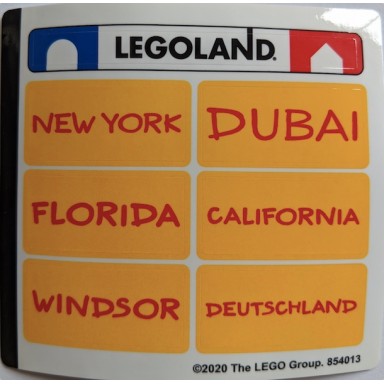 LEGOLAND®
NEW YORK
DUBAI
FLORIDA
CALIFORNIA
WINDSOR
DEUTSCHLAND
©2020 The LEGO Group. 854013